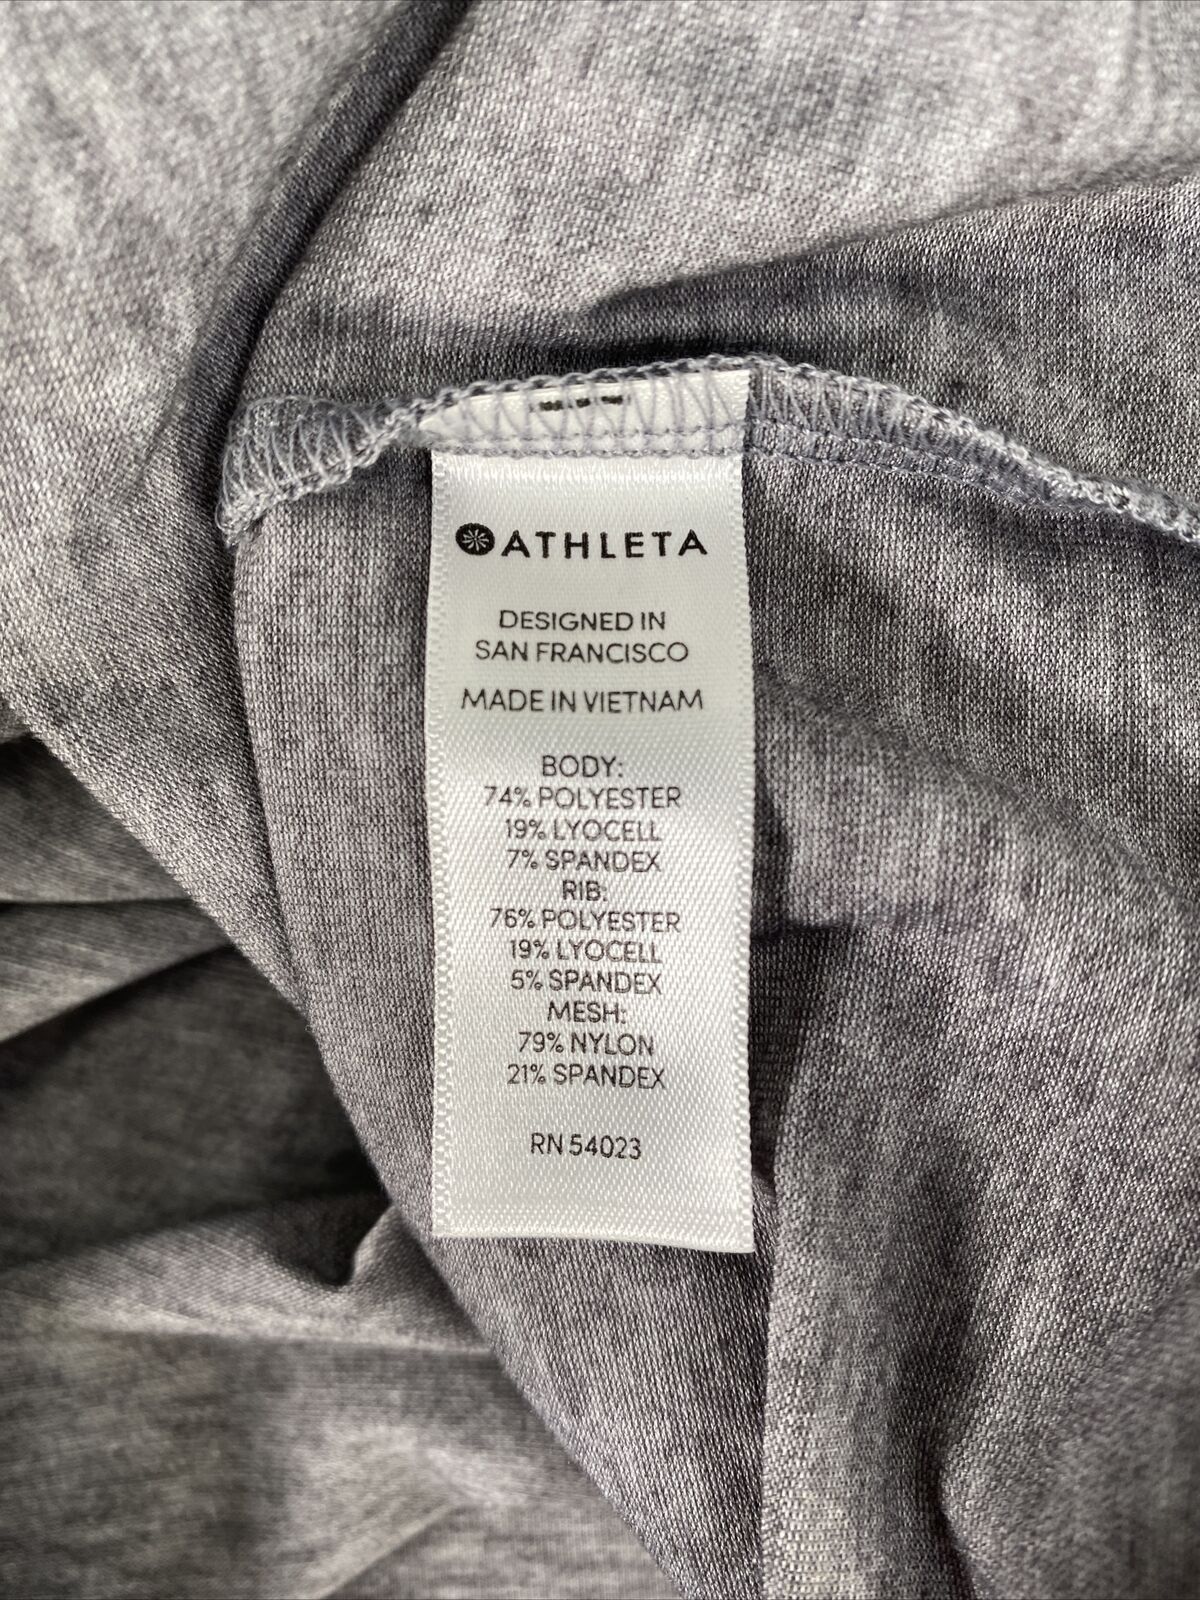 ATHLETA
DESIGNED IN
SAN FRANCISCO
MADE IN VIETNAM
BODY:
74% POLYESTER
19% LYOCELL
7% SPANDEX
RIB:
76% POLYESTER
19% LYOCELL
5% SPANDEX
MESH:
79% NYLON
21% SPANDEX
RN 54023